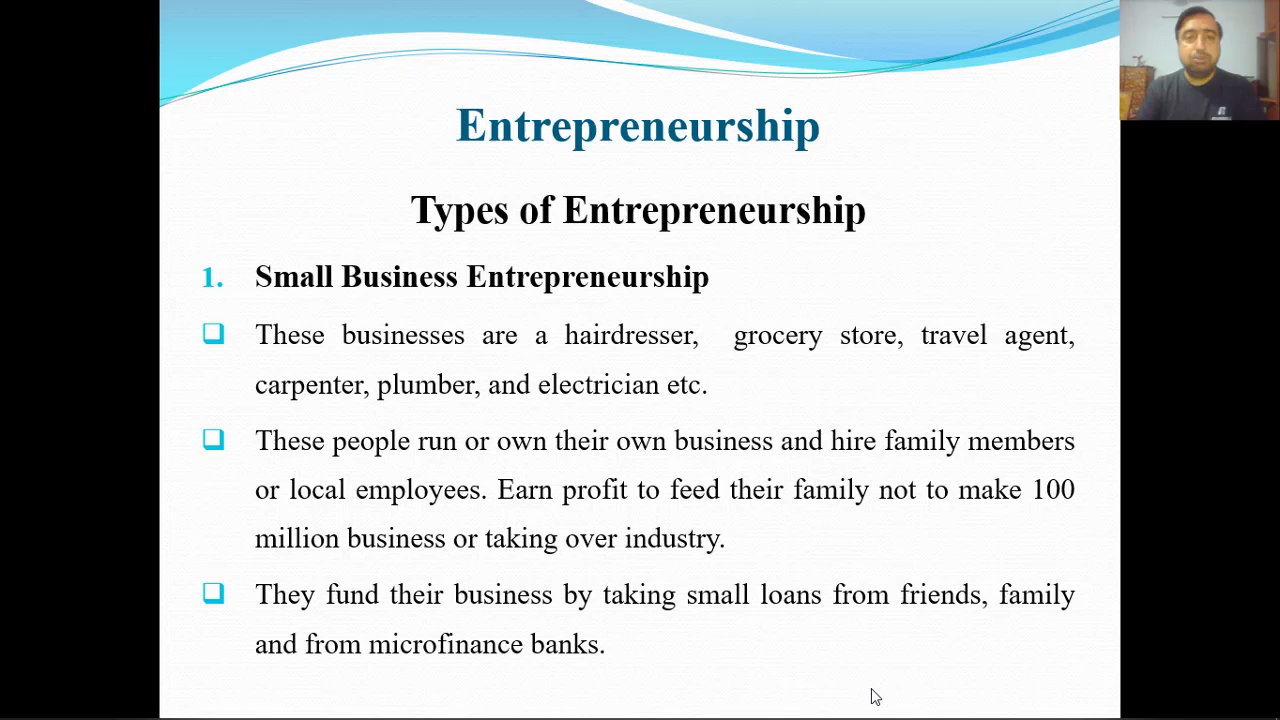 Entrepreneurship
Types of Entrepreneurship
1. Small Business Entrepreneurship
These businesses are a hairdresser, grocery store, travel agent,
carpenter, plumber, and electrician etc.
These people run or own their own business and hire family members
or local employees. Earn profit to feed their family not to make 100
million business or taking over industry.
They fund their business by taking small loans from friends, family
and from microfinance banks.